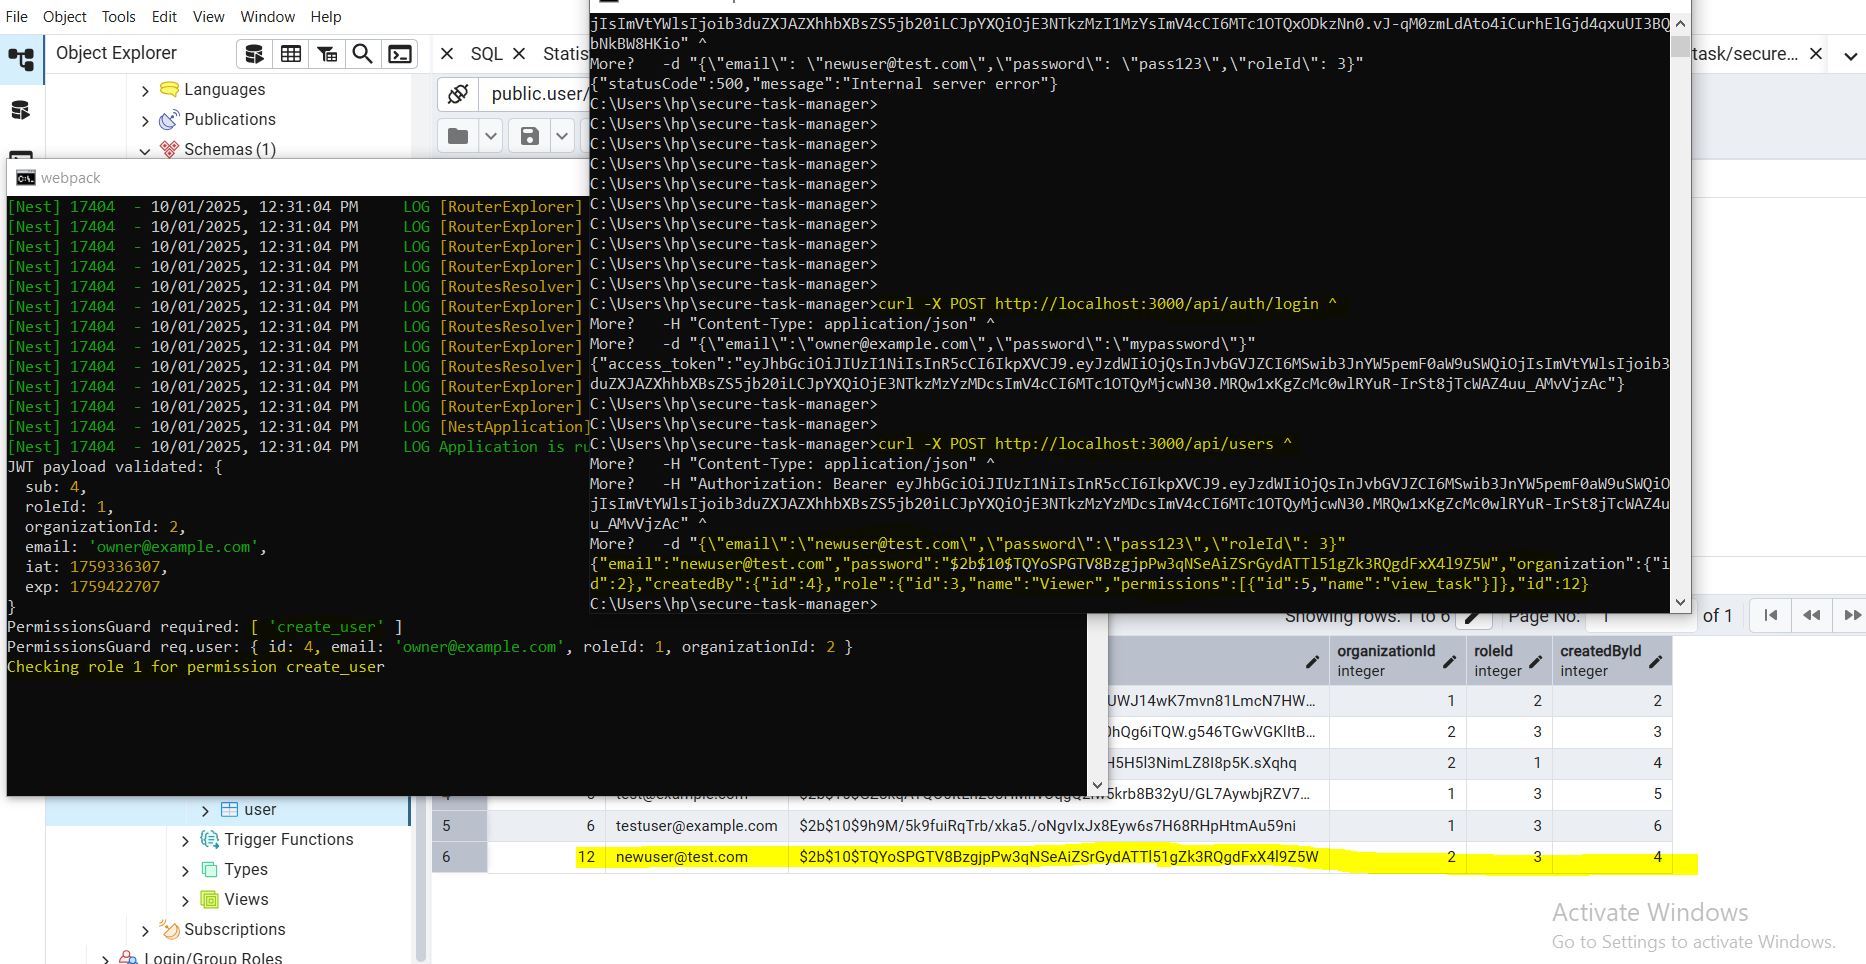 File Object Tools Edit View Window Help
Object Explorer
SQL
Statis
public.user/
task/secure...
Languages
Publications
Schemas (1)
jIsImVtYWlsIjoib3duZXJAZXhhbXBsZS5jb20iLCJpYXQiOjE3NTkzMzI1MzYsImV4cCI6MTc1OTQxODkzNn0.vJ-qM0zmLdAto4iCurhElGjd4qxuUI3BQ
bNkBW8HKio" ^
More?   -d "{\"email\": \"newuser@test.com\",\"password\": \"pass123\",\"roleId\": 3}"
{"statusCode":500,"message":"Internal server error"}
C:\Users\hp\secure-task-manager>
C:\Users\hp\secure-task-manager>
C:\Users\hp\secure-task-manager>
C:\Users\hp\secure-task-manager>
C:\Users\hp\secure-task-manager>
C:\Users\hp\secure-task-manager>
C:\Users\hp\secure-task-manager>
C:\Users\hp\secure-task-manager>
C:\Users\hp\secure-task-manager>
C:\Users\hp\secure-task-manager>
C:\Users\hp\secure-task-manager>curl -X POST http://localhost:3000/api/auth/login ^
More?   -H "Content-Type: application/json" ^
More?   -d "{\"email\":\"owner@example.com\",\"password\":\"mypassword\"}"
{"access_token":"eyJhbGciOiJIUzI1NiIsInR5cCI6IkpXVCJ9.eyJzdWIiOjQsInJvbGVJZCI6MSwib3JnYW5pemF0aW9uSWQiOjIsImVtYWlsIjoib3
duZXJAZXhhbXBsZS5jb20iLCJpYXQiOjE3NTkzMzYzMDcsImV4cCI6MTc1OTQyMjcwN30.MRQw1xKgZcMc0wlRYuR-IrSt8jTcWAZ4uu_AMvVjzAc"}
C:\Users\hp\secure-task-manager>
C:\Users\hp\secure-task-manager>
C:\Users\hp\secure-task-manager>curl -X POST http://localhost:3000/api/users ^
More?   -H "Content-Type: application/json" ^
More?   -H "Authorization: Bearer eyJhbGciOiJIUzI1NiIsInR5cCI6IkpXVCJ9.eyJzdWIiOjQsInJvbGVJZCI6MSwib3JnYW5pemF0aW9uSWQiO
jIsImVtYWlsIjoib3duZXJAZXhhbXBsZS5jb20iLCJpYXQiOjE3NTkzMzYzMDcsImV4cCI6MTc1OTQyMjcwN30.MRQw1xKgZcMc0wlRYuR-IrSt8jTcWAZ4u
u_AMvVjzAc" ^
More?   -d "{\"email\":\"newuser@test.com\",\"password\":\"pass123\",\"roleId\": 3}"
{"email":"newuser@test.com","password":"$2b$10$TQYoSPGTV8BzgjpPw3qNSeAiZSrGydATTl51gZk3RQgdFxX4l9Z5W","organization":{"i
d":2},"createdBy":{"id":4},"role":{"id":3,"name":"Viewer","permissions":[{"id":5,"name":"view_task"}]},"id":12}
C:\Users\hp\secure-task-manager>
webpack
[Nest] 17404  - 10/01/2025, 12:31:04 PM     LOG [RouterExplorer]
[Nest] 17404  - 10/01/2025, 12:31:04 PM     LOG [RouterExplorer]
[Nest] 17404  - 10/01/2025, 12:31:04 PM     LOG [RouterExplorer]
[Nest] 17404  - 10/01/2025, 12:31:04 PM     LOG [RouterExplorer]
[Nest] 17404  - 10/01/2025, 12:31:04 PM     LOG [RoutesResolver]
[Nest] 17404  - 10/01/2025, 12:31:04 PM     LOG [RouterExplorer]
[Nest] 17404  - 10/01/2025, 12:31:04 PM     LOG [RoutesResolver]
[Nest] 17404  - 10/01/2025, 12:31:04 PM     LOG [RouterExplorer]
[Nest] 17404  - 10/01/2025, 12:31:04 PM     LOG [RoutesResolver]
[Nest] 17404  - 10/01/2025, 12:31:04 PM     LOG [RouterExplorer]
[Nest] 17404  - 10/01/2025, 12:31:04 PM     LOG [RouterExplorer]
[Nest] 17404  - 10/01/2025, 12:31:04 PM     LOG [NestApplication]
[Nest] 17404  - 10/01/2025, 12:31:04 PM     LOG Application is ru
JWT payload validated: {
  sub: 4,
  roleId: 1,
  organizationId: 2,
  email: 'owner@example.com',
  iat: 1759336307,
  exp: 1759422707
}
PermissionsGuard required: [ 'create_user' ]
PermissionsGuard req.user: { id: 4, email: 'owner@example.com', roleId: 1, organizationId: 2 }
Checking role 1 for permission create_user
Showing rows: 1 to 6 Page No: 1 of 1
organizationId integer roleId integer createdById integer
UWJ14wK7mvn81LmcN7HW... 1 2 2
hQg6iTQW.g546TGwVGKlItB... 2 3 3
H5H5l3NimLZ8I8p5K.sXqhq 2 1 4
5krb8B32yU/GL7AywbjRZV7... 1 3 5
5 6 testuser@example.com $2b$10$9h9M/5k9fuiRqTrb/xka5./oNgvIxJx8Eyw6s7H68RHpHtmAu59ni 1 3 6
6 12 newuser@test.com $2b$10$TQYoSPGTV8BzgjpPw3qNSeAiZSrGydATTl51gZk3RQgdFxX4l9Z5W 2 3 4
user
Trigger Functions
Types
Views
Subscriptions
Login/Group Roles
Activate Windows
Go to Settings to activate Windows.